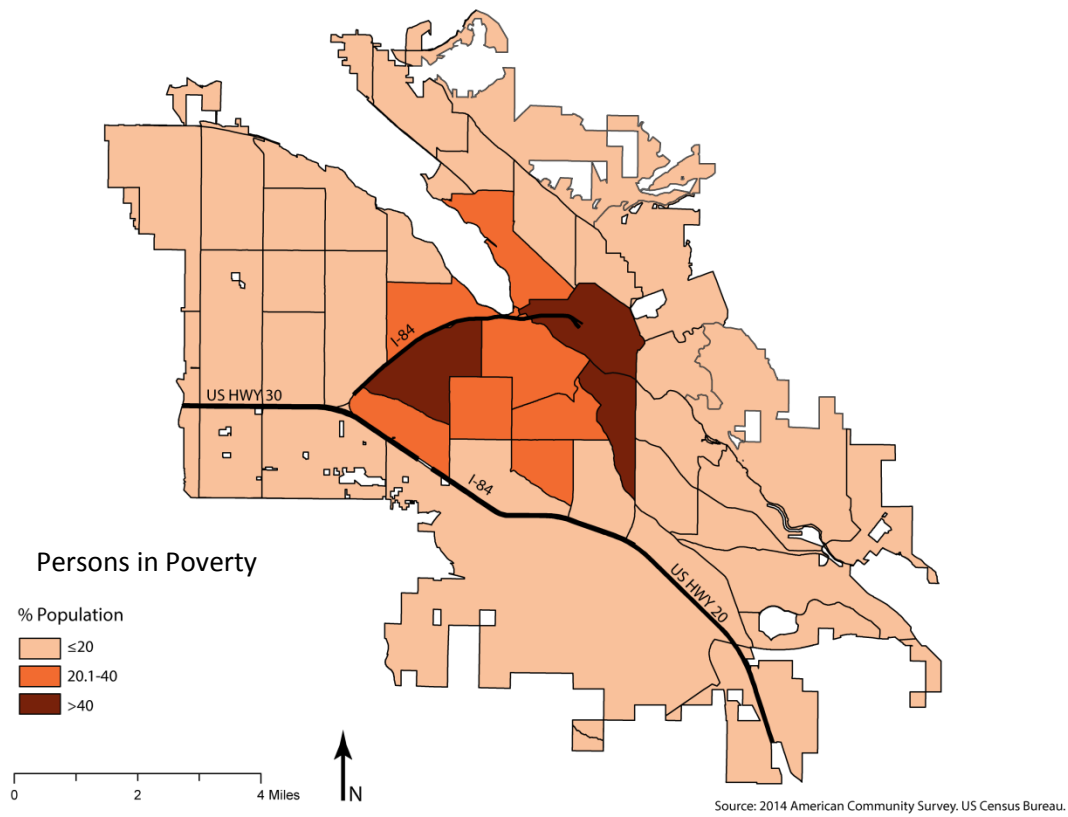 I-84
US HWY 30
I-84
US HWY 20
Persons in Poverty
% Population
≤20
20.1-40
>40
0 2 4 Miles
N
Source: 2014 American Community Survey. US Census Bureau.